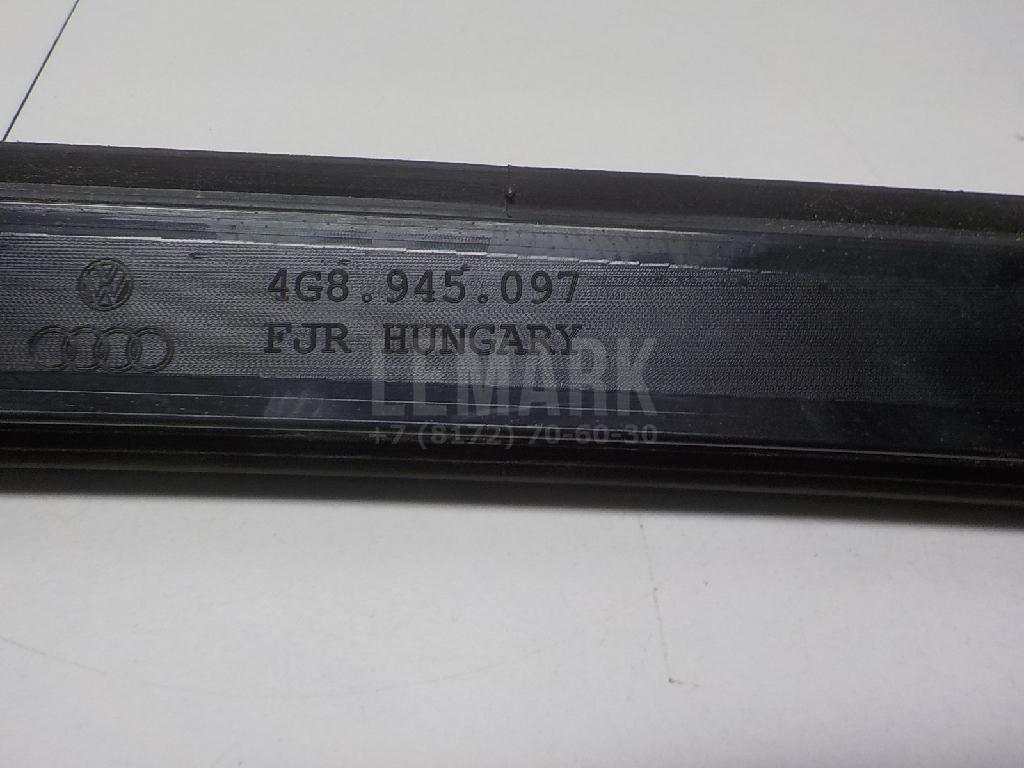 4G8.945.097
FJR HUNGARY
LEMARK
+7 (8172) 70-60-30